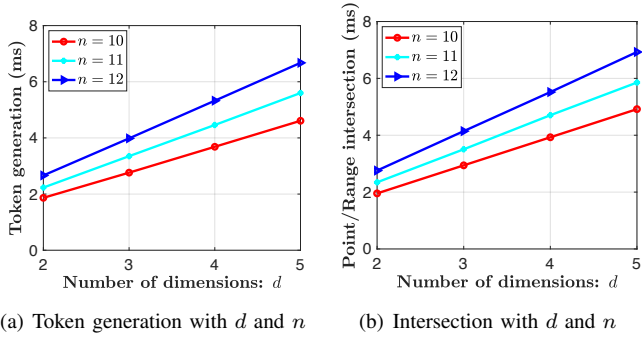 8
6
4
2
0
Token generation (ms)
n = 10
n = 11
n = 12
2 3 4 5
Number of dimensions: d
(a) Token generation with d and n
8
6
4
2
0
Point/Range intersection (ms)
n = 10
n = 11
n = 12
2 3 4 5
Number of dimensions: d
(b) Intersection with d and n